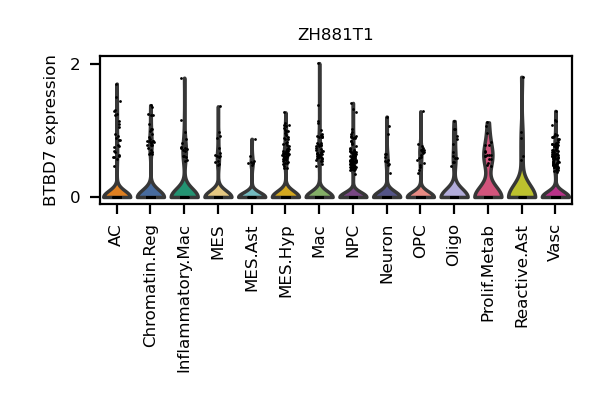 ZH881T1
BTBD7 expression
2
0
AC
Chromatin.Reg
Inflammatory.Mac
MES
MES.Ast
MES.Hyp
Mac
NPC
Neuron
OPC
Oligo
Prolif.Metab
Reactive.Ast
Vasc